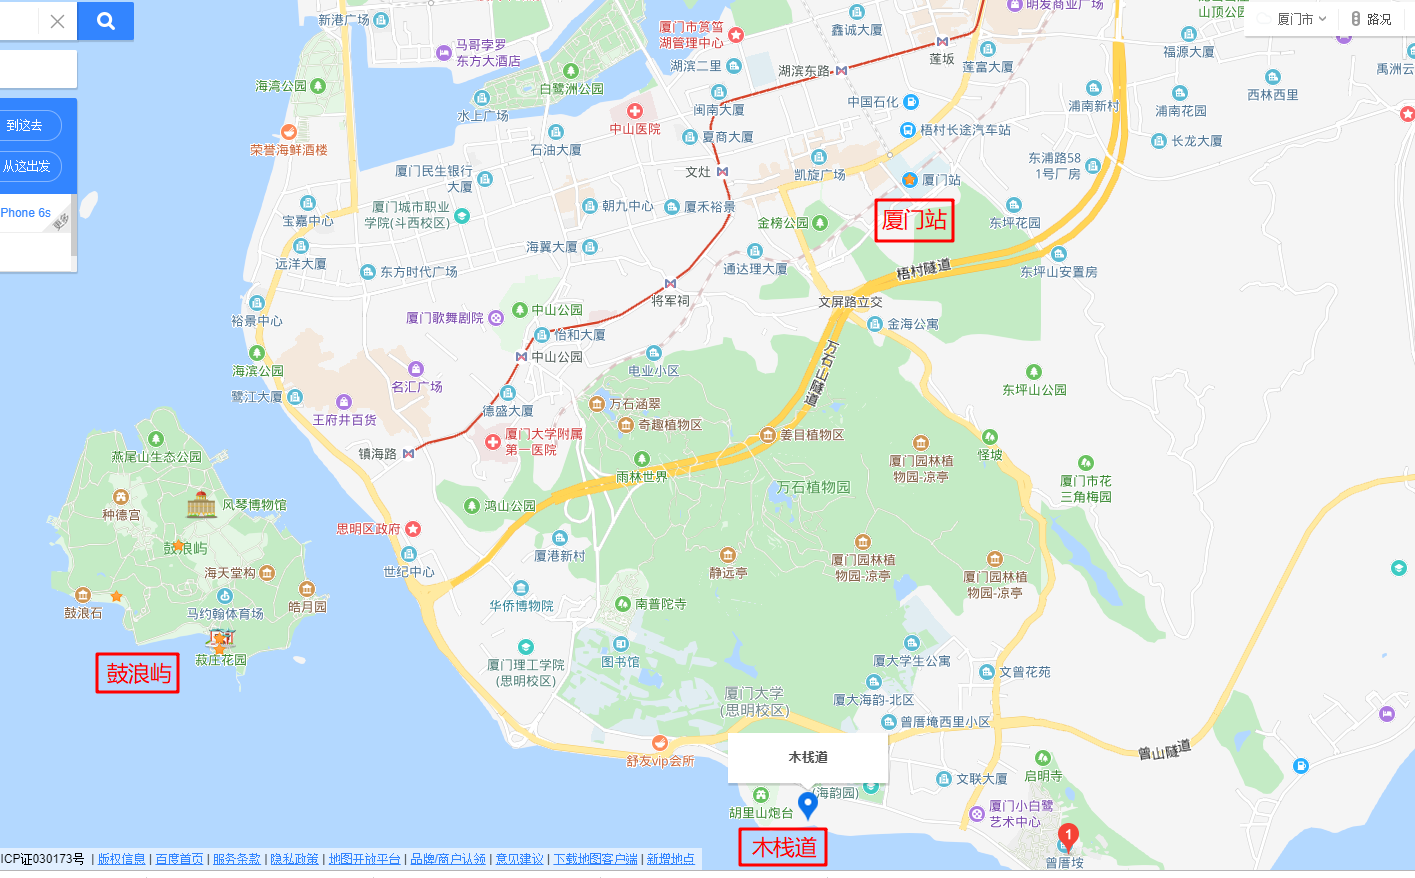 新港广场
马哥孛罗
东方大酒店
厦门市筼筜
湖管理中心
鑫诚大厦
明发商业广场
山顶公园
厦门市
路况
福源大厦
禹洲云
莲坂
莲富大厦
湖滨东路
湖滨二里
海湾公园
白鹭洲公园
西林西里
到这去
水上广场
中山医院
闽南大厦
中国石化
浦南新村
浦南花园
荣誉海鲜酒楼
石油大厦
夏商大厦
梧村长途汽车站
长龙大厦
从这出发
厦门民生银行
大厦
文灶
凯旋广场
厦门站
东浦路58
1号厂房
Phone 6s
更多
宝嘉中心
厦门城市职业
学院(斗西校区)
朝九中心
厦禾裕景
金榜公园
厦门站
东坪花园
远洋大厦
东方时代广场
海翼大厦
通达理大厦
梧村隧道
东坪山安置房
裕景中心
厦门歌舞剧院
中山公园
将军祠
文屏路立交
怡和大厦
金海公寓
中山公园
万石山隧道
海滨公园
名汇广场
电业小区
东坪山公园
鹭江大厦
王府井百货
德盛大厦
万石涵翠
奇趣植物区
姜目植物区
燕尾山生态公园
镇海路
厦门大学附属
第一医院
雨林世界
厦门园林植
物园-凉亭
怪坡
厦门市花
三角梅园
种德宫
风琴博物馆
鸿山公园
万石植物园
思明区政府
鼓浪屿
海天堂构
世纪中心
厦港新村
静远亭
厦门园林植
物园-凉亭
厦门园林植
物园-凉亭
鼓浪石
马约翰体育场
皓月园
华侨博物院
南普陀寺
菽庄花园
鼓浪屿
厦门理工学院
(思明校区)
图书馆
厦大学生公寓
文曾花苑
厦门大学
(思明校区)
厦大海韵-北区
曾厝埯西里小区
舒友vip会所
木栈道
曾山隧道
启明寺
文联大厦
(海韵园)
胡里山炮台
厦门小白鹭
艺术中心
木栈道
1
曾厝垵
ICP证030173号 | 版权信息 | 百度首页 | 服务条款 | 隐私政策 | 地图开放平台 | 品牌/商户认领 | 意见建议 | 下载地图客户端 | 新增地点